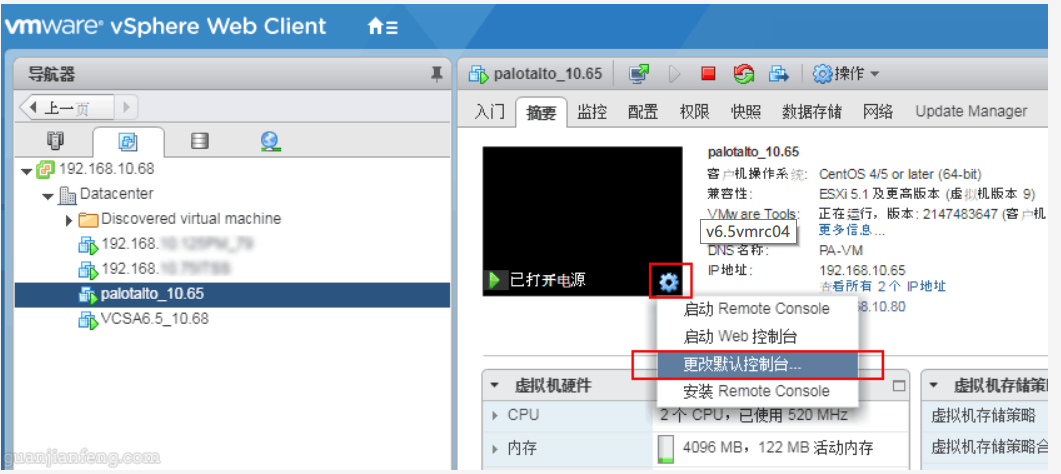 vmware® vSphere Web Client
导航器
上一页
192.168.10.68
Datacenter
Discovered virtual machine
192.168.
192.168.
palotalto_10.65
VCSA6.5_10.68
guanjianfeng.com
palotalto_10.65
操作
入门 摘要 监控 配置 权限 快照 数据存储 网络 Update Manager
已打开电源
palotalto_10.65
客户机操作系统: CentOS 4/5 or later (64-bit)
兼容性: ESXi 5.1 及更高版本 (虚拟机版本 9)
VMware Tools: 正在运行，版本: 2147483647 (客户机
更多信息...
v6.5vmrc04
DNS 名称: PA-VM
IP 地址: 192.168.10.65
查看所有 2 个 IP 地址
8.10.80
启动 Remote Console
启动 Web 控制台
更改默认控制台...
安装 Remote Console
虚拟机硬件
CPU 2 个 CPU，已使用 520 MHz
内存 4096 MB，122 MB 活动内存
虚拟机存储策
虚拟机存储策略
虚拟机存储策略合